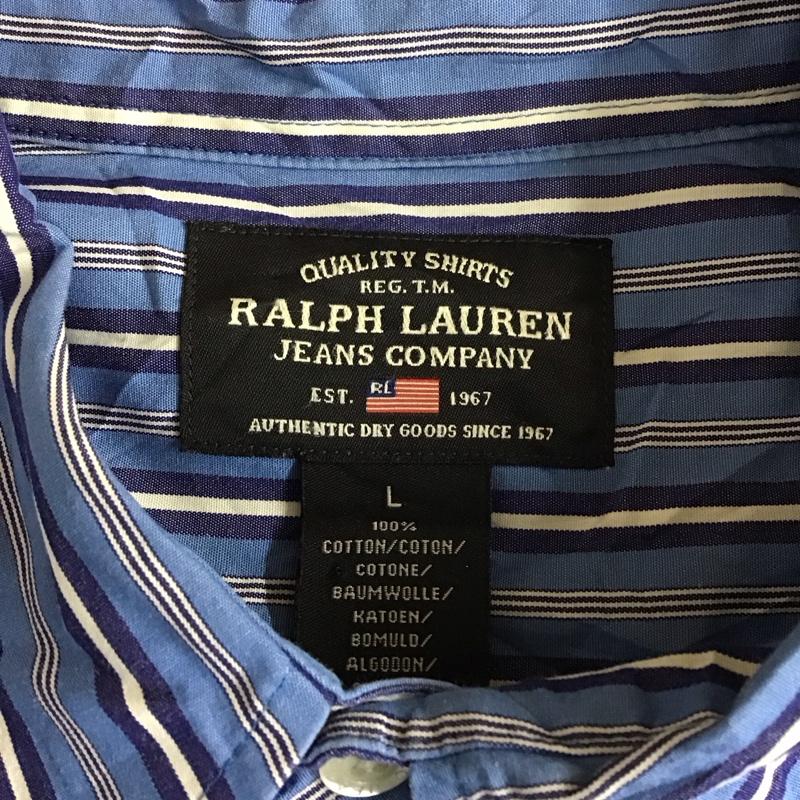 QUALITY SHIRTS
REG. T.M.
RALPH LAUREN
JEANS COMPANY
EST. RL 1967
AUTHENTIC DRY GOODS SINCE 1967
L
100%
COTTON/COTON/
COTONE/
BAUMWOLLE/
KATOEN/
BOMULD/
ALGODON/